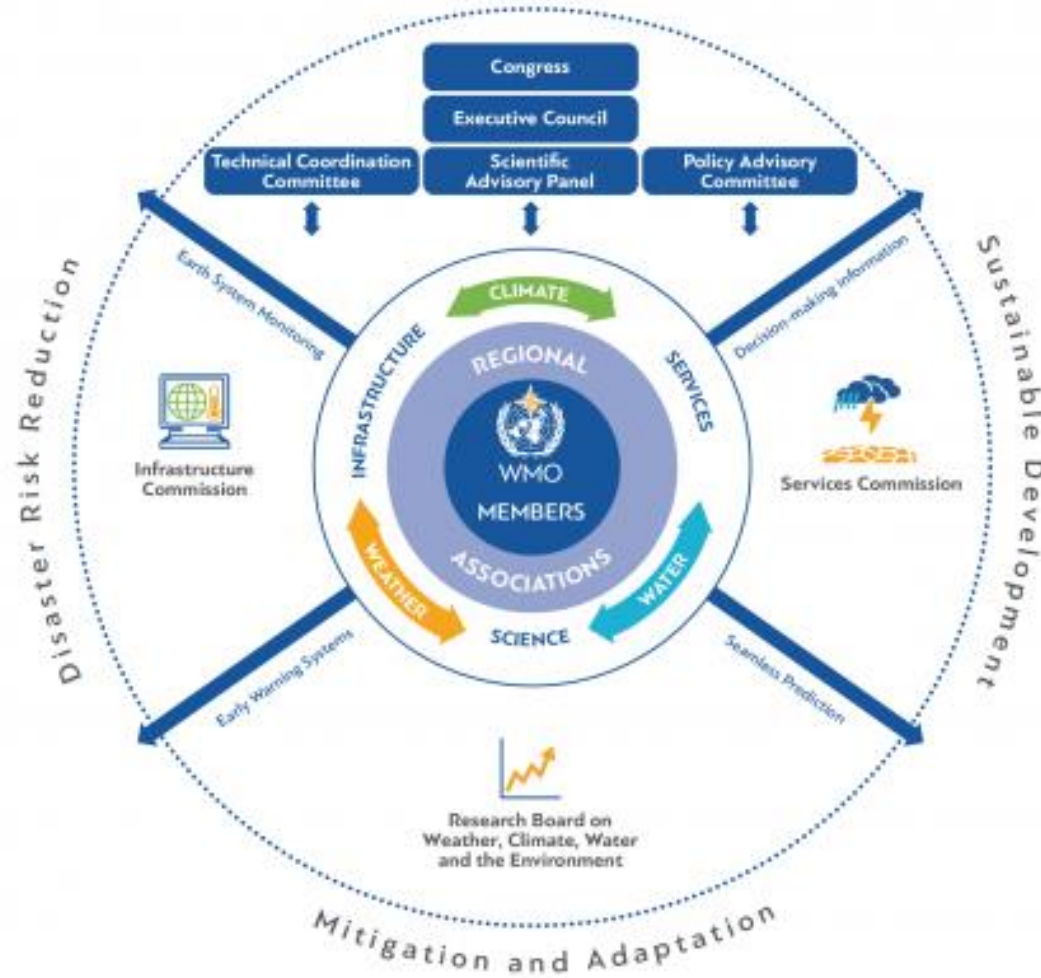 Congress
Executive Council
Technical Coordination
Committee
Scientific
Advisory Panel
Policy Advisory
Committee
Earth System Monitoring
Decision-making Information
Disaster Risk Reduction
Sustainable Development
CLIMATE
INFRASTRUCTURE
SERVICES
REGIONAL
WMO
MEMBERS
ASSOCIATIONS
WEATHER
WATER
SCIENCE
Infrastructure
Commission
Services Commission
Early Warning Systems
Seamless Prediction
Research Board on
Weather, Climate, Water
and the Environment
Mitigation and Adaptation